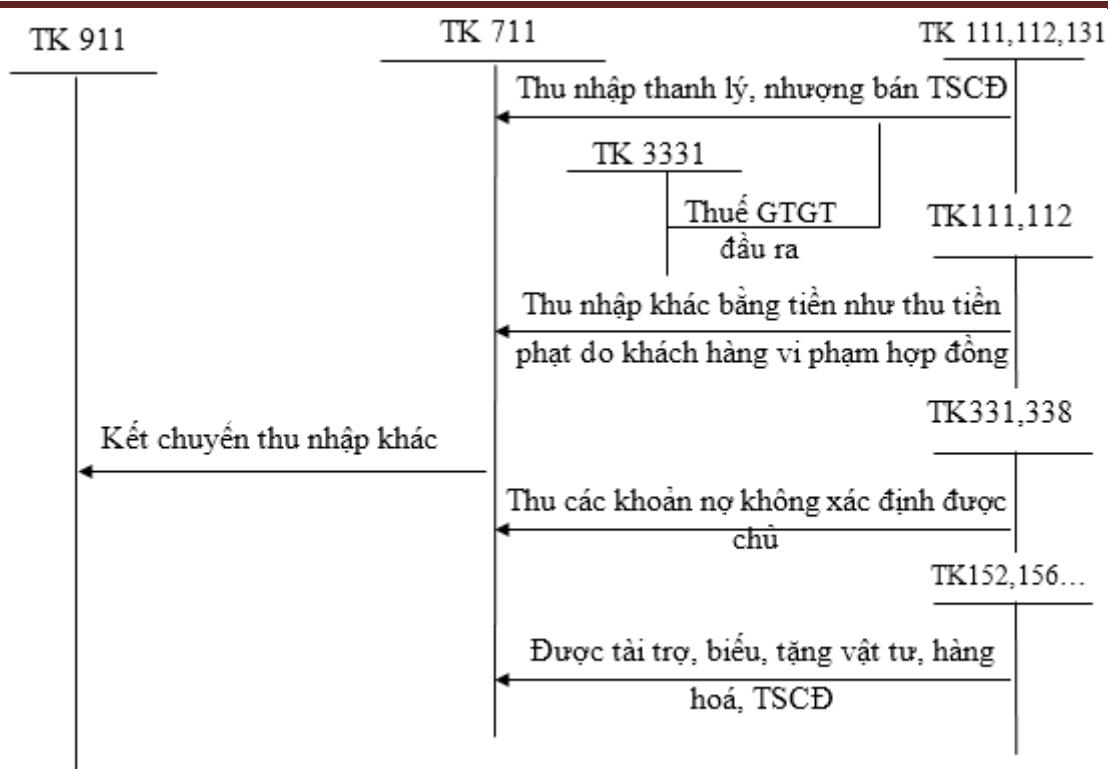 TK 911
TK 711
TK 111,112,131
Thu nhập thanh lý, nhượng bán TSCĐ
TK 3331
Thuế GTGT
đầu ra
TK111,112
Thu nhập khác bằng tiền như thu tiền
phạt do khách hàng vi phạm hợp đồng
TK331,338
Kết chuyển thu nhập khác
Thu các khoản nợ không xác định được
chủ
TK152,156...
Được tài trợ, biếu, tặng vật tư, hàng
hoá, TSCĐ